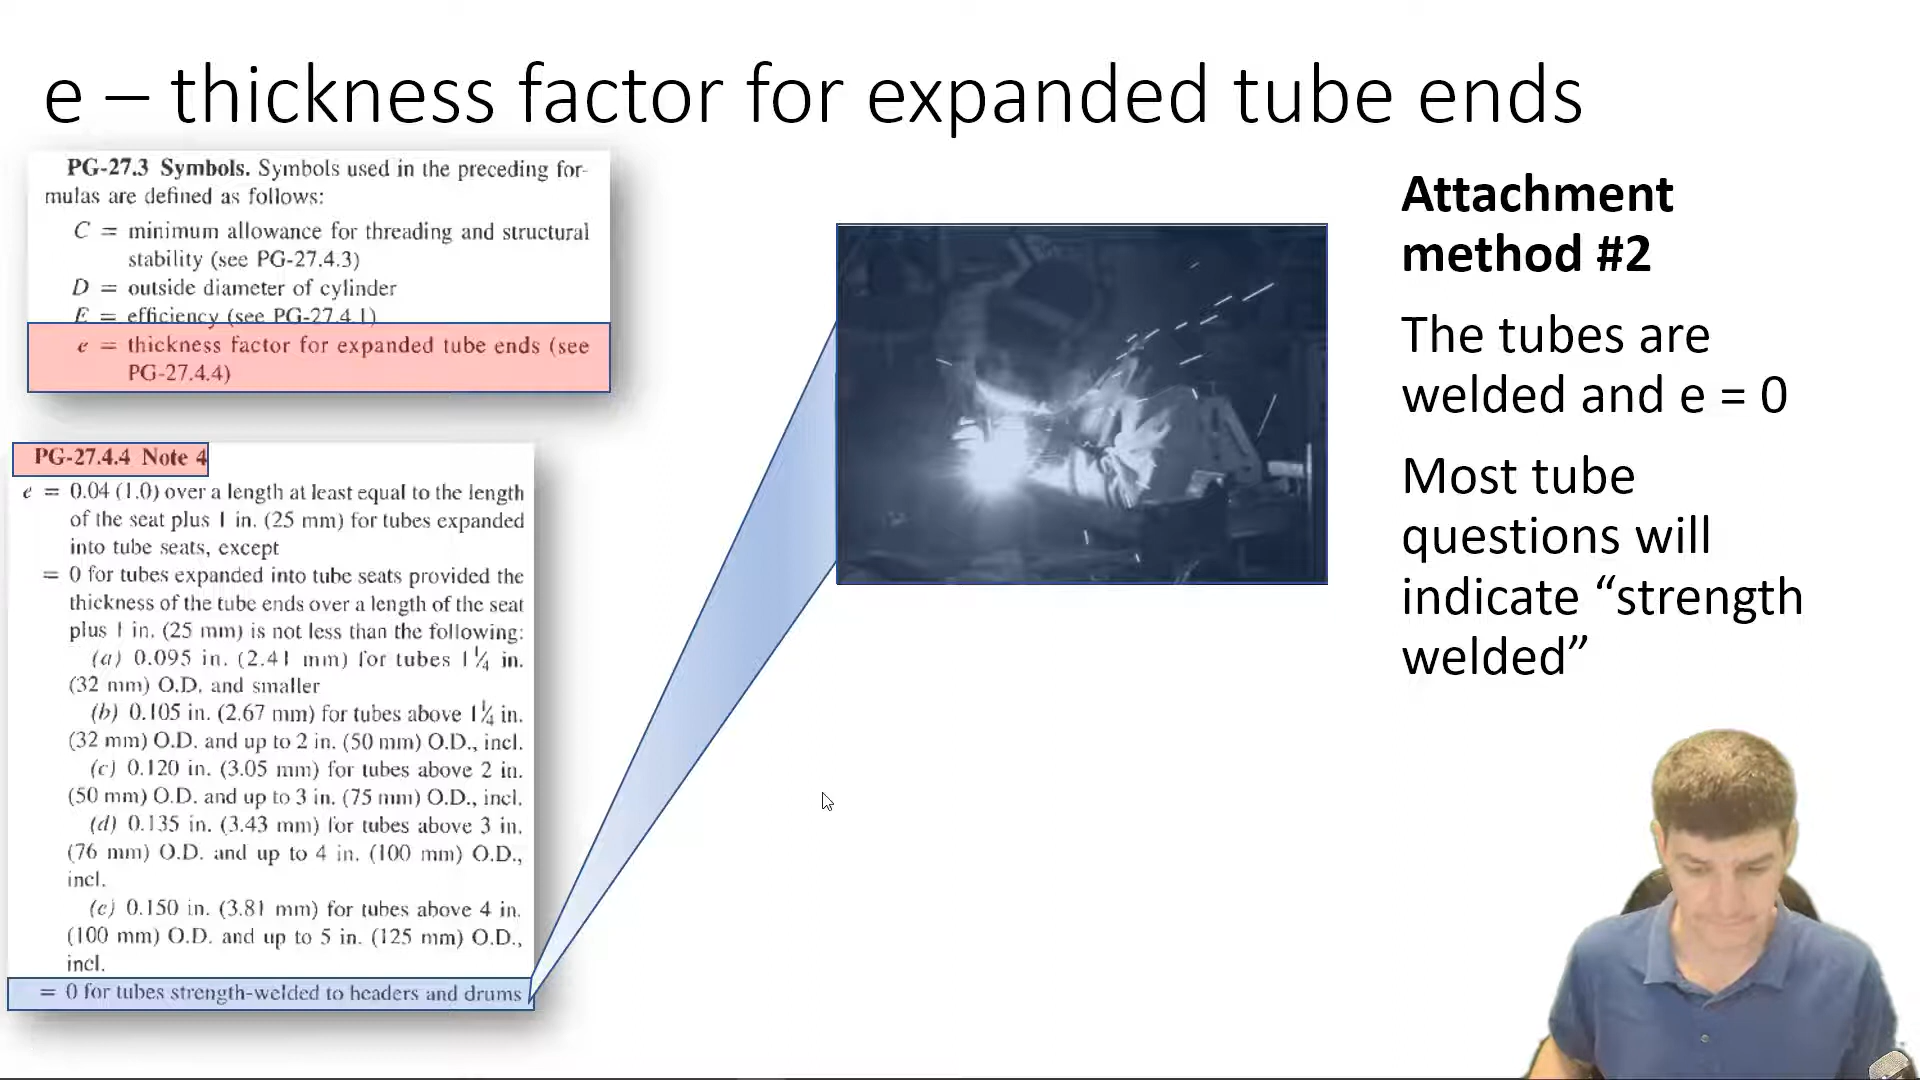 e – thickness factor for expanded tube ends
PG-27.3 Symbols. Symbols used in the preceding for-
mulas are defined as follows:
C = minimum allowance for threading and structural
stability (see PG-27.4.3)
D = outside diameter of cylinder
E = efficiency (see PG-27.4.1)
e = thickness factor for expanded tube ends (see
PG-27.4.4)
PG-27.4.4 Note 4
e = 0.04 (1.0) over a length at least equal to the length
of the seat plus 1 in. (25 mm) for tubes expanded
into tube seats, except
= 0 for tubes expanded into tube seats provided the
thickness of the tube ends over a length of the seat
plus 1 in. (25 mm) is not less than the following:
(a) 0.095 in. (2.41 mm) for tubes 1¼ in.
(32 mm) O.D. and smaller
(b) 0.105 in. (2.67 mm) for tubes above 1¼ in.
(32 mm) O.D. and up to 2 in. (50 mm) O.D., incl.
(c) 0.120 in. (3.05 mm) for tubes above 2 in.
(50 mm) O.D. and up to 3 in. (75 mm) O.D., incl.
(d) 0.135 in. (3.43 mm) for tubes above 3 in.
(76 mm) O.D. and up to 4 in. (100 mm) O.D.,
incl.
(e) 0.150 in. (3.81 mm) for tubes above 4 in.
(100 mm) O.D. and up to 5 in. (125 mm) O.D.,
incl.
= 0 for tubes strength-welded to headers and drums
Attachment
method #2
The tubes are
welded and e = 0
Most tube
questions will
indicate “strength
welded”